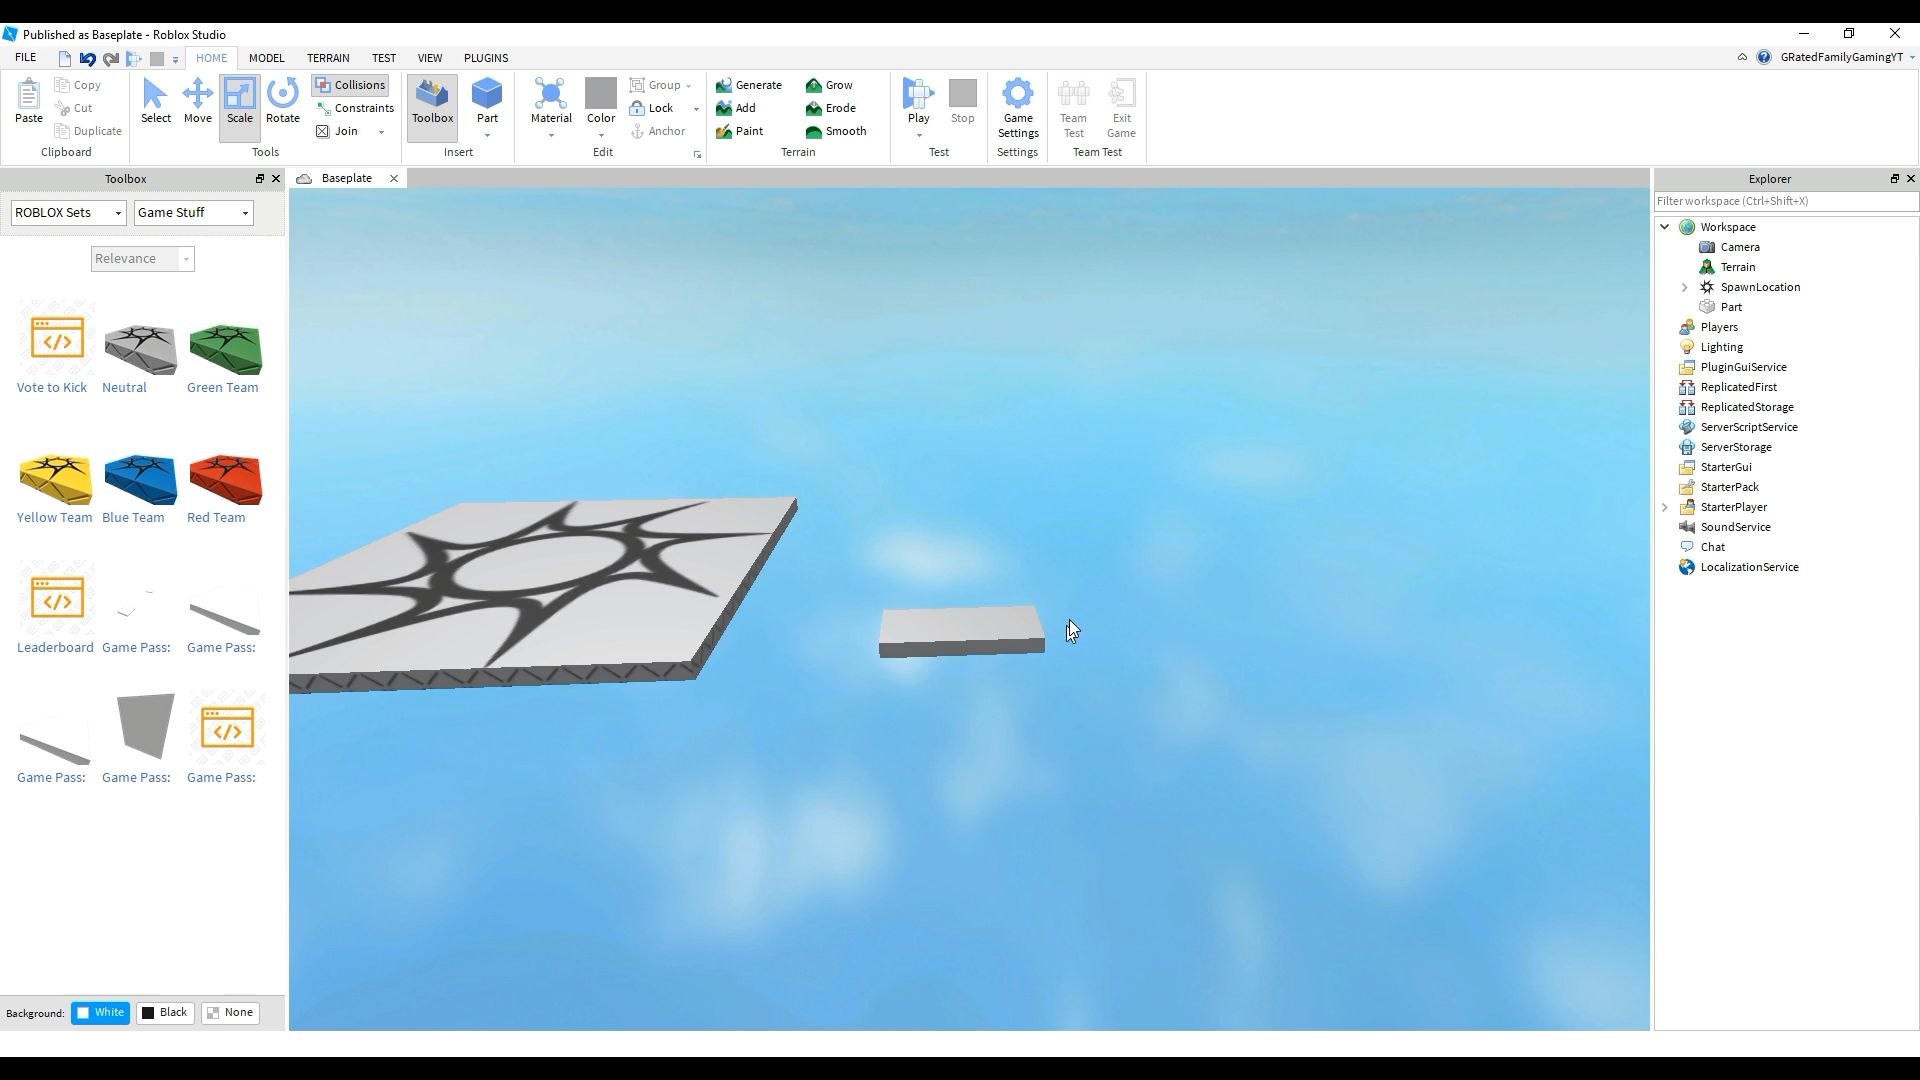 Published as Baseplate - Roblox Studio
FILE HOME MODEL TERRAIN TEST VIEW PLUGINS GRatedFamilyGamingYT
Paste Copy Cut Duplicate
Clipboard
Select Move Scale Rotate Collisions Constraints Join
Tools
Toolbox Part
Insert
Material Color Group Lock Anchor
Edit
Generate Grow
Add Erode
Paint Smooth
Terrain
Play Stop
Test
Game Settings
Settings
Team Test Exit Game
Team Test
Toolbox
ROBLOX Sets Game Stuff
Relevance
Vote to Kick Neutral Green Team
Yellow Team Blue Team Red Team
Leaderboard Game Pass: Game Pass:
Game Pass: Game Pass: Game Pass:
Background: White Black None
Baseplate
Explorer
Filter workspace (Ctrl+Shift+X)
Workspace
Camera
Terrain
SpawnLocation
Part
Players
Lighting
PluginGuiService
ReplicatedFirst
ReplicatedStorage
ServerScriptService
ServerStorage
StarterGui
StarterPack
StarterPlayer
SoundService
Chat
LocalizationService